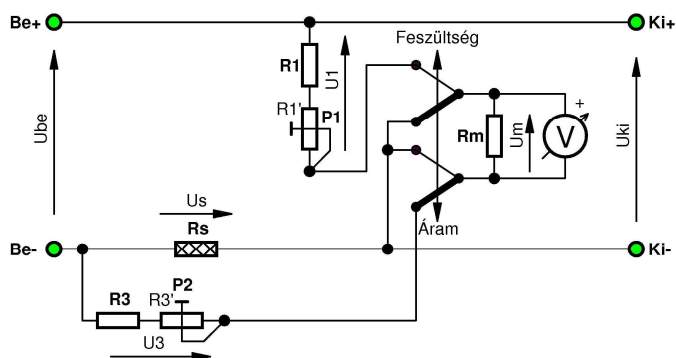 Be+
Ki+
Feszültség
R1
U1
R1'
P1
+
Rm
Um
V
Ube
Uki
Us
Rs
Áram
Be-
Ki-
P2
R3
R3'
U3